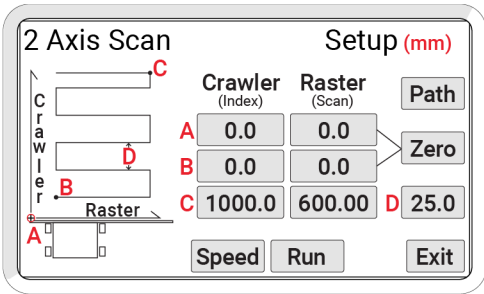 2 Axis Scan
Setup (mm)
C
Crawler
D
B
Raster
A
Crawler Raster
(Index) (Scan)
A 0.0 0.0
B 0.0 0.0
C 1000.0 600.00 D 25.0
Path
Zero
Speed Run Exit